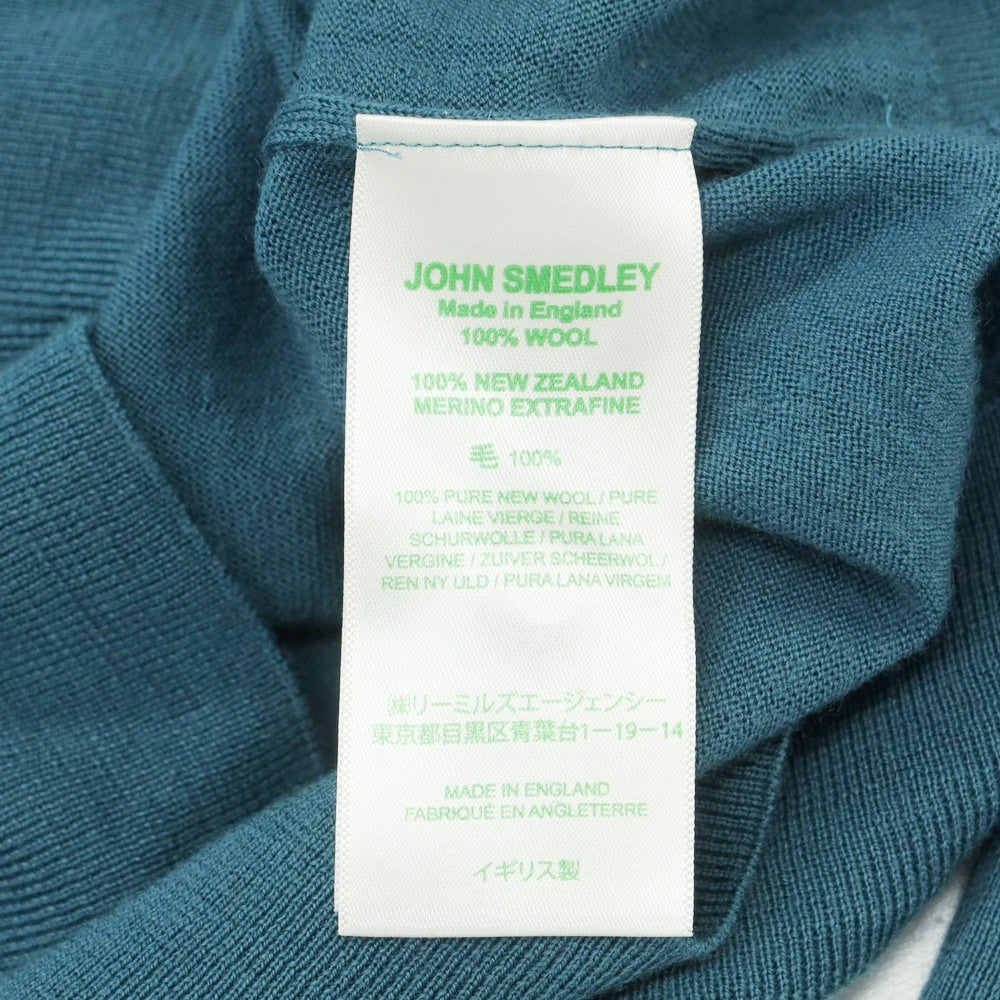 JOHN SMEDLEY
Made in England
100% WOOL
100% NEW ZEALAND
MERINO EXTRAFINE
毛 100%
100% PURE NEW WOOL / PURE
LAINE VIERGE / REINE
SCHURWOLLE / PURA LANA
VERGINE / ZUIVER SCHEERWOL /
REN NY ULD / PURA LANA VIRGEM
㈱リーミルズエージェンシー
東京都目黒区青葉台1-19-14
MADE IN ENGLAND
FABRIQUÉ EN ANGLETERRE
イギリス製